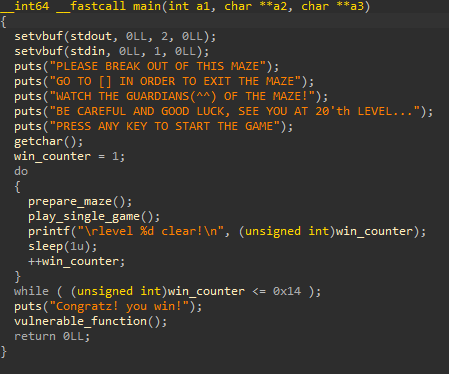 __int64 __fastcall main(int a1, char **a2, char **a3)
{
  setvbuf(stdout, 0LL, 2, 0LL);
  setvbuf(stdin, 0LL, 1, 0LL);
  puts("PLEASE BREAK OUT OF THIS MAZE");
  puts("GO TO [] IN ORDER TO EXIT THE MAZE");
  puts("WATCH THE GUARDIANS(^^) OF THE MAZE!");
  puts("BE CAREFUL AND GOOD LUCK, SEE YOU AT 20'th LEVEL...");
  puts("PRESS ANY KEY TO START THE GAME");
  getchar();
  win_counter = 1;
  do
  {
    prepare_maze();
    play_single_game();
    printf("\rlevel %d clear!\n", (unsigned int)win_counter);
    sleep(1u);
    ++win_counter;
  }
  while ( (unsigned int)win_counter <= 0x14 );
  puts("Congratz! you win!");
  vulnerable_function();
  return 0LL;
}